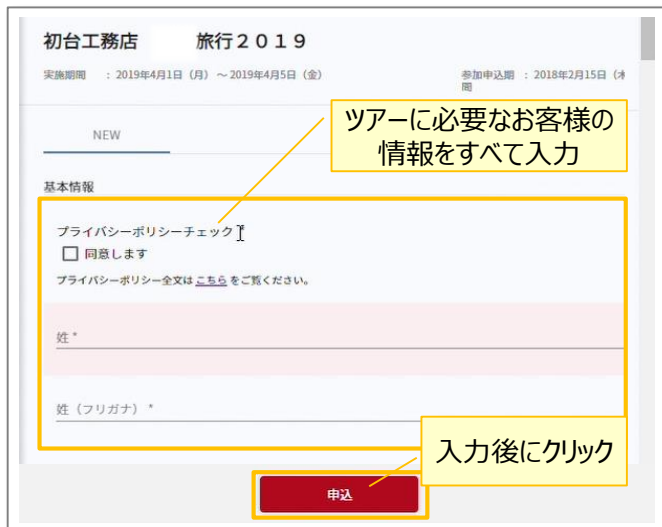 初台工務店 旅行２０１９
実施期間 : 2019年4月1日（月）～2019年4月5日（金）
参加申込期間 : 2018年2月15日（木
ツアーに必要なお客様の
情報をすべて入力
NEW
基本情報
プライバシーポリシーチェック *
同意します
プライバシーポリシー全文は こちら をご覧ください。
姓 *
姓（フリガナ） *
入力後にクリック
申込